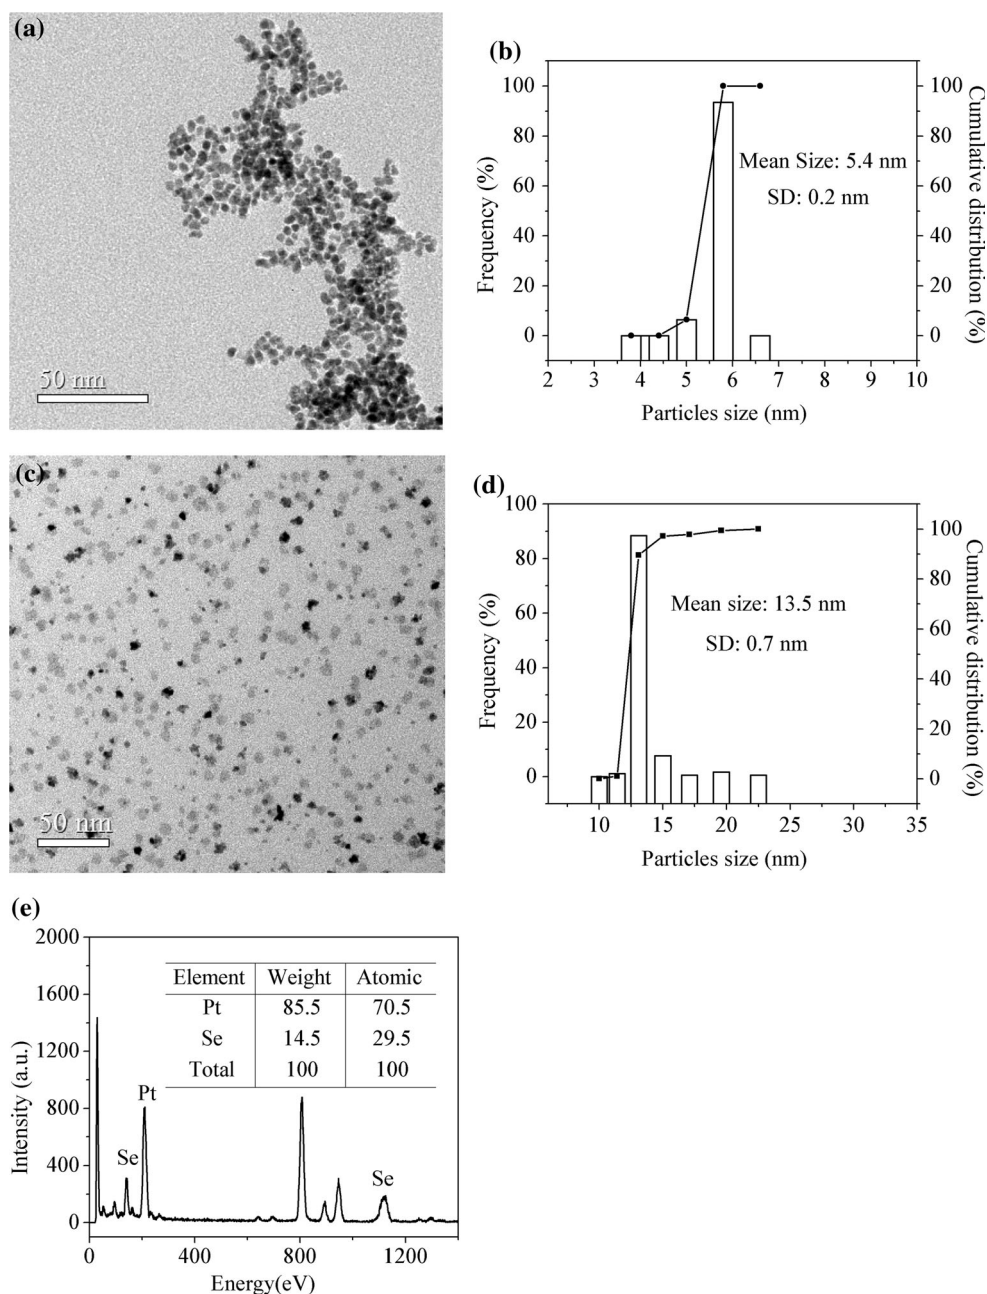 (a)
50 nm
(b)
100
80
60
40
20
0
Frequency (%)
100
80
60
40
20
0
Cumulative distribution (%)
Mean Size: 5.4 nm
SD: 0.2 nm
2 3 4 5 6 7 8 9 10
Particles size (nm)
(c)
50 nm
(d)
100
80
60
40
20
0
Frequency (%)
100
80
60
40
20
0
Cumulative distribution (%)
Mean size: 13.5 nm
SD: 0.7 nm
10 15 20 25 30 35
Particles size (nm)
(e)
2000
1600
1200
800
400
0
Intensity (a.u.)
Element Weight Atomic
Pt 85.5 70.5
Se 14.5 29.5
Total 100 100
Pt
Se
Se
0 400 800 1200
Energy(eV)